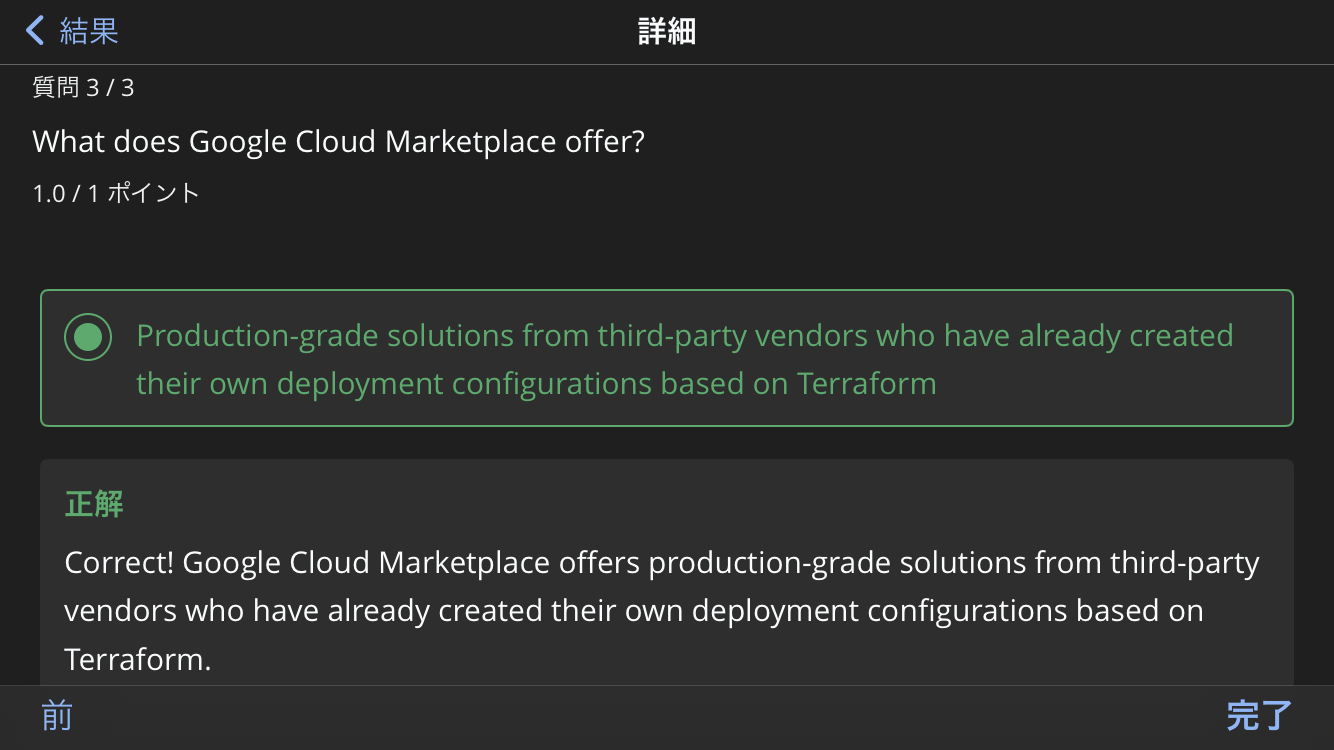 結果
詳細
質問 3 / 3
What does Google Cloud Marketplace offer?
1.0 / 1 ポイント
Production-grade solutions from third-party vendors who have already created
their own deployment configurations based on Terraform
正解
Correct! Google Cloud Marketplace offers production-grade solutions from third-party
vendors who have already created their own deployment configurations based on
Terraform.
前
完了